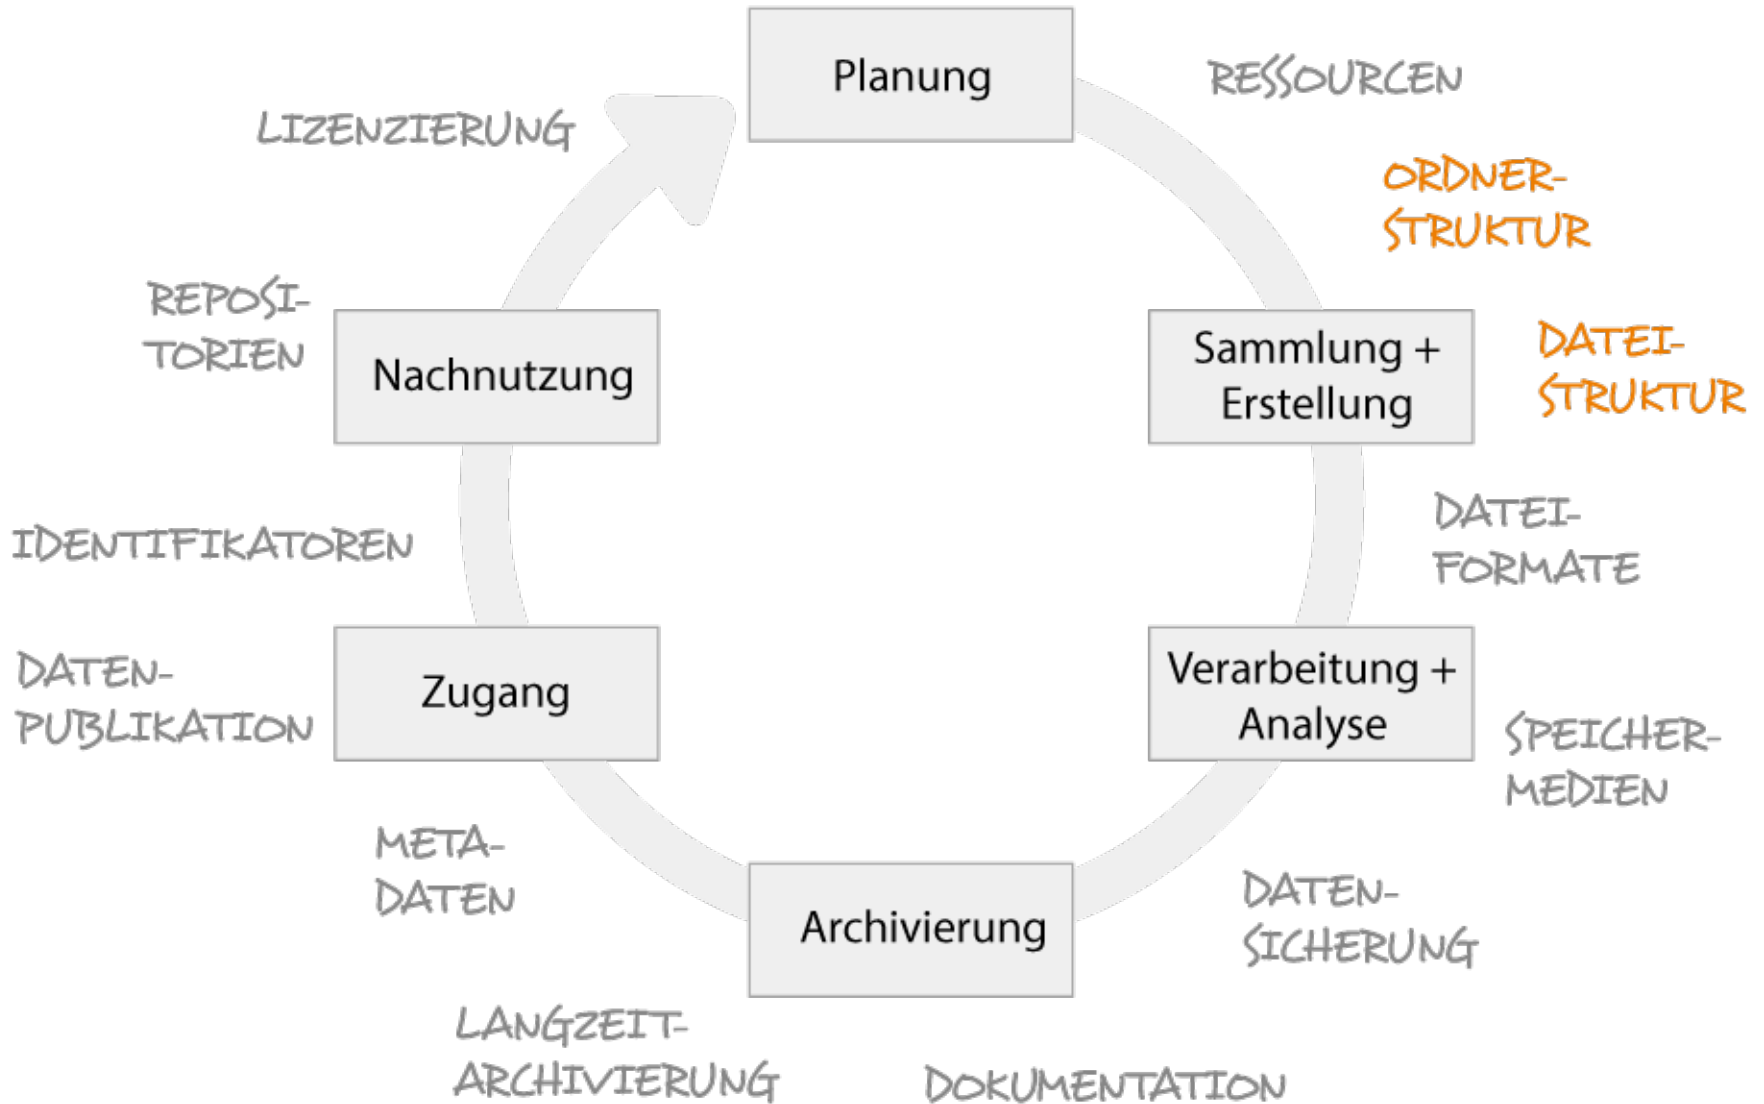 Planung
RESSOURCEN
LIZENZIERUNG
ORDNER-
STRUKTUR
REPOSI-
TORIEN
Nachnutzung
Sammlung +
Erstellung
DATEI-
STRUKTUR
IDENTIFIKATOREN
DATEI-
FORMATE
DATEN-
PUBLIKATION
Zugang
Verarbeitung +
Analyse
SPEICHER-
MEDIEN
META-
DATEN
Archivierung
DATEN-
SICHERUNG
LANGZEIT-
ARCHIVIERUNG
DOKUMENTATION